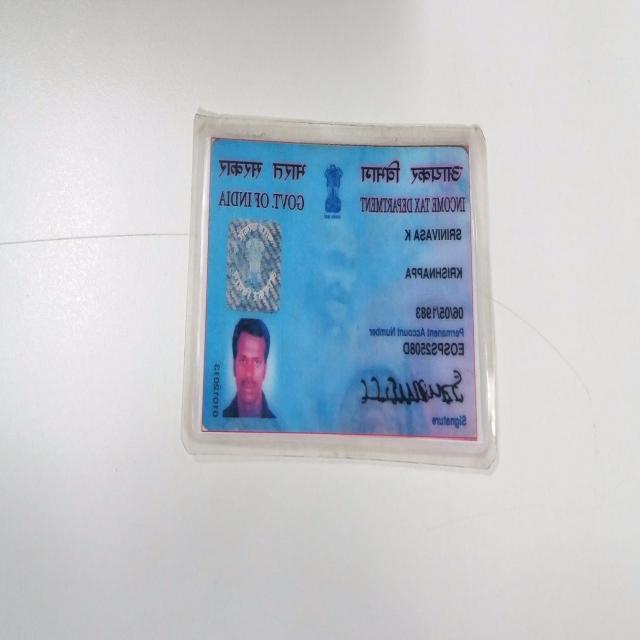 आयकर विभाग
INCOME TAX DEPARTMENT
भारत सरकार
GOVT. OF INDIA
SRINIVASA K
KRISHNAPPA
06/05/1983
Permanent Account Number
EOSPS2508D
Signature